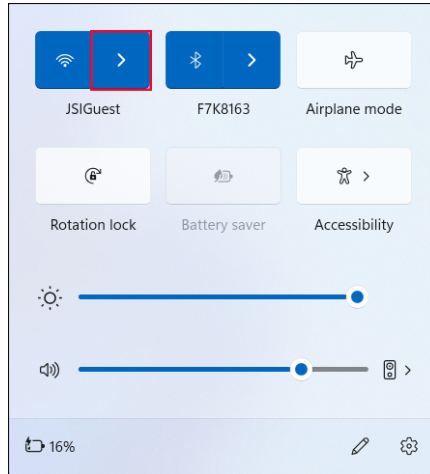 JSIGuest F7K8163 Airplane mode
Rotation lock Battery saver Accessibility
16%